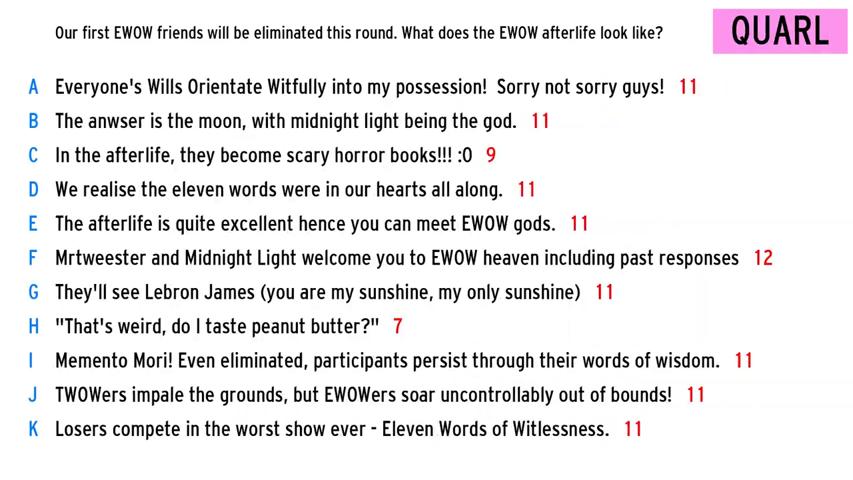 Our first EWOW friends will be eliminated this round. What does the EWOW afterlife look like?
QUARL
A Everyone's Wills Orientate Witfully into my possession! Sorry not sorry guys! 11
B The anwser is the moon, with midnight light being the god. 11
C In the afterlife, they become scary horror books!!! :O 9
D We realise the eleven words were in our hearts all along. 11
E The afterlife is quite excellent hence you can meet EWOW gods. 11
F Mrtweester and Midnight Light welcome you to EWOW heaven including past responses 12
G They'll see Lebron James (you are my sunshine, my only sunshine) 11
H "That's weird, do I taste peanut butter?" 7
I Memento Mori! Even eliminated, participants persist through their words of wisdom. 11
J TWOWers impale the grounds, but EWOWers soar uncontrollably out of bounds! 11
K Losers compete in the worst show ever - Eleven Words of Witlessness. 11